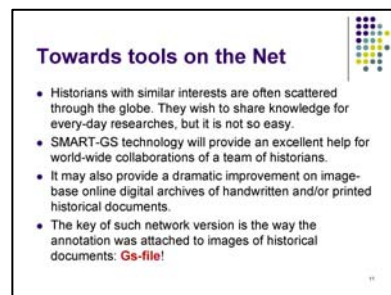 Towards tools on the Net
• Historians with similar interests are often scattered
through the globe. They wish to share knowledge for
every-day researches, but it is not so easy.
• SMART-GS technology will provide an excellent help for
world-wide collaborations of a team of historians.
• It may also provide a dramatic improvement on image-
base online digital archives of handwritten and/or printed
historical documents.
• The key of such network version is the way the
annotation was attached to images of historical
documents: Gs-file!